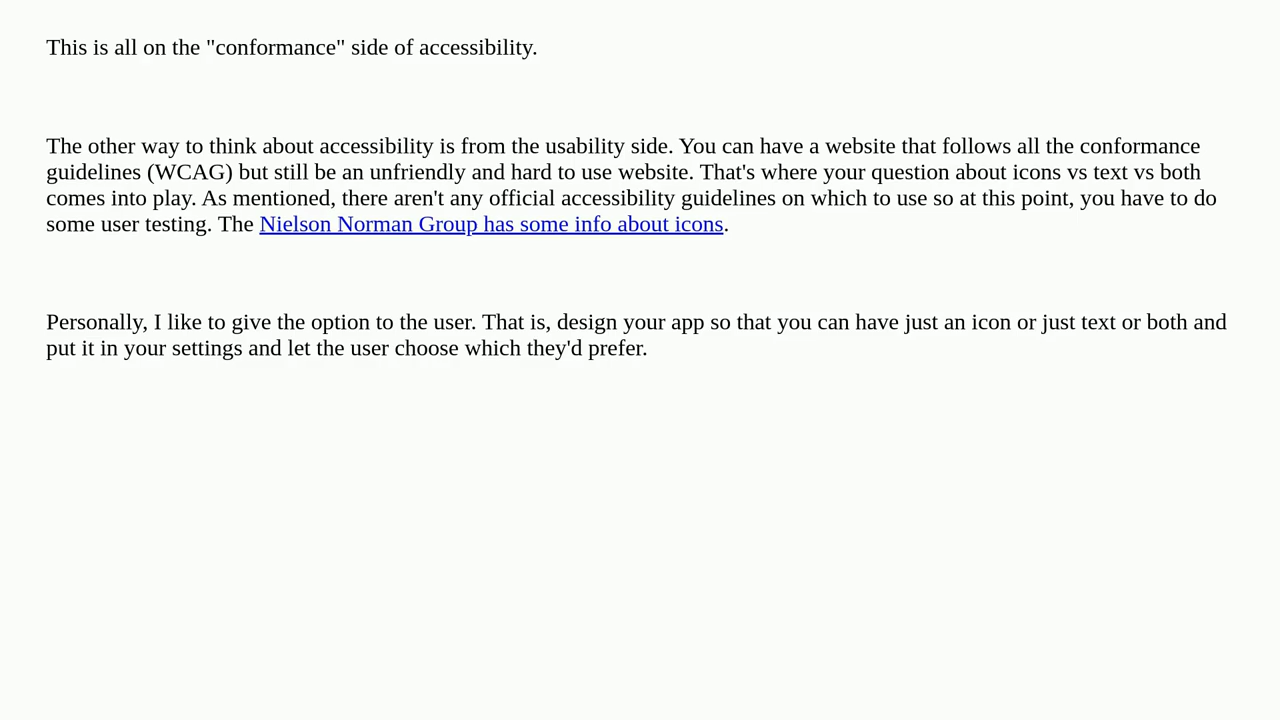 This is all on the "conformance" side of accessibility.
The other way to think about accessibility is from the usability side. You can have a website that follows all the conformance
guidelines (WCAG) but still be an unfriendly and hard to use website. That's where your question about icons vs text vs both
comes into play. As mentioned, there aren't any official accessibility guidelines on which to use so at this point, you have to do
some user testing. The Nielson Norman Group has some info about icons.
Personally, I like to give the option to the user. That is, design your app so that you can have just an icon or just text or both and
put it in your settings and let the user choose which they'd prefer.